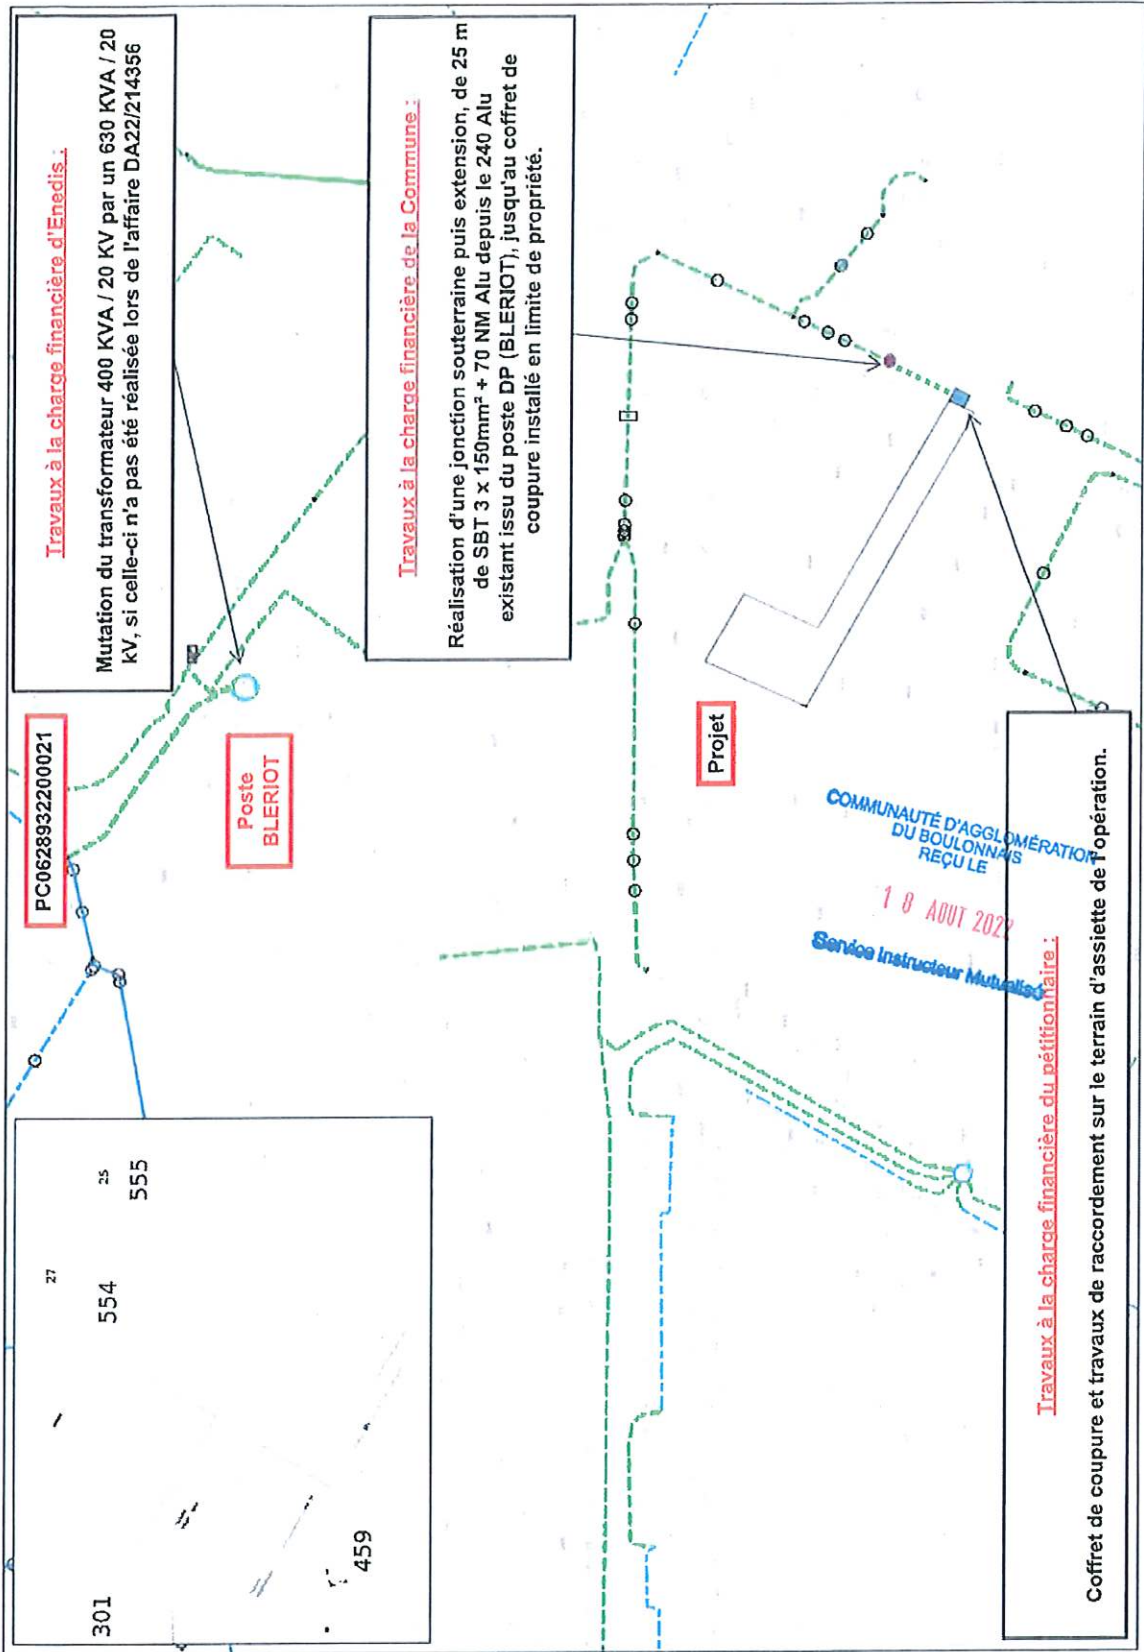 301
554
27
25
555
459
PC0628932200021
Poste
BLERIOT
Travaux à la charge financière d'Enedis :
Mutation du transformateur 400 KVA / 20 KV par un 630 KVA / 20
kV, si celle-ci n'a pas été réalisée lors de l'affaire DA22/214356
Travaux à la charge financière de la Commune :
Réalisation d'une jonction souterraine puis extension, de 25 m
de SBT 3 x 150mm² + 70 NM Alu depuis le 240 Alu
existant issu du poste DP (BLERIOT), jusqu'au coffret de
coupure installé en limite de propriété.
Projet
COMMUNAUTÉ D'AGGLOMÉRATION
DU BOULONNAIS
REÇU LE
18 AOUT 2022
Service Instructeur Mutualisé
Travaux à la charge financière du pétitionnaire :
Coffret de coupure et travaux de raccordement sur le terrain d'assiette de l'opération.